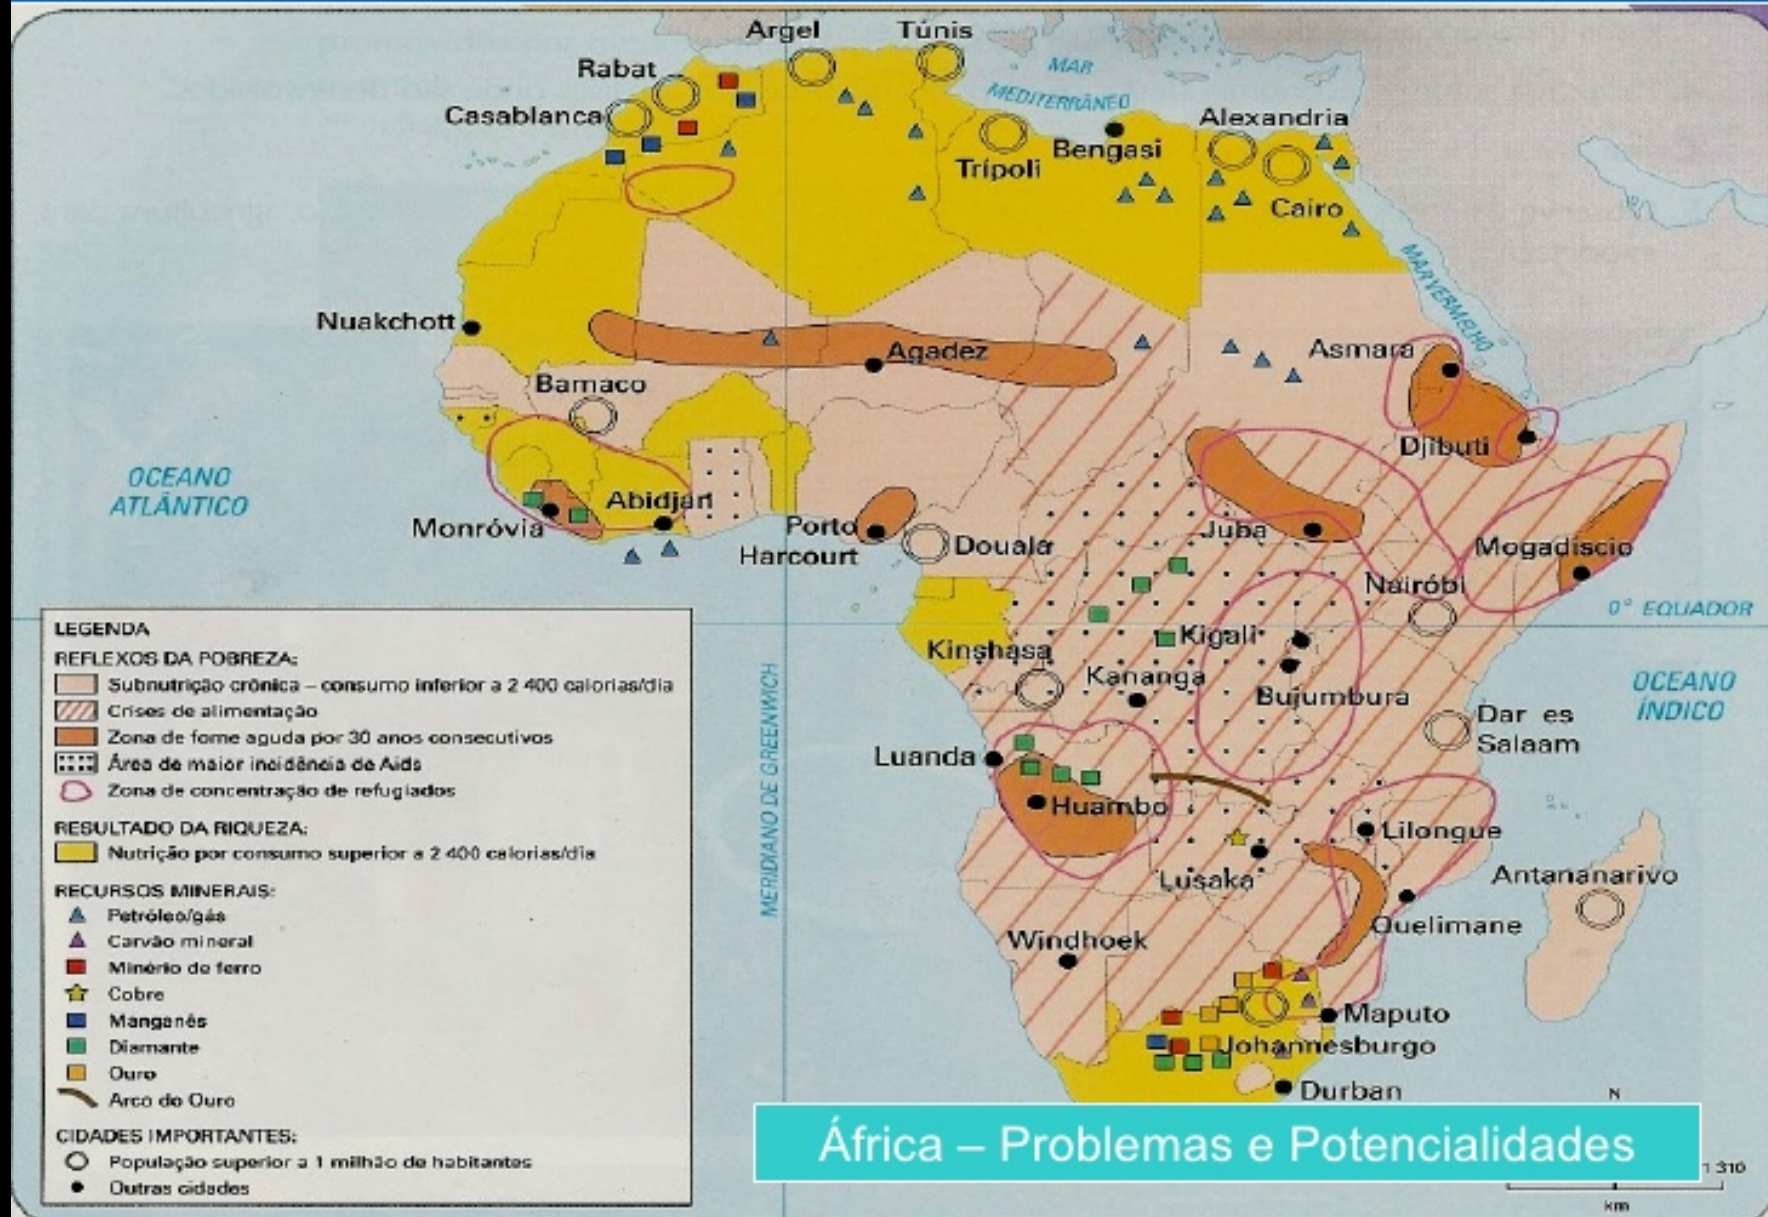 Argel
Túnis
Rabat
MAR
MEDITERRÂNEO
Casablanca
Alexandria
Trípoli
Bengasi
Cairo
MAR VERMELHO
Nuakchott
Agadez
Asmara
Bamaco
Djibuti
OCEANO
ATLÂNTICO
Abidjan
Monróvia
Porto
Harcourt
Douala
Juba
Mogadiscio
Nairóbi
0° EQUADOR
Kigali
Kinshasa
Kananga
Bujumbura
OCEANO
ÍNDICO
Dar es
Salaam
Luanda
Huambo
Lilongue
Lusaka
Antananarivo
Quelimane
Windhoek
Maputo
Johannesburgo
Durban
MERIDIANO DE GREENWICH
LEGENDA
REFLEXOS DA POBREZA:
Subnutrição crônica – consumo inferior a 2 400 calorias/dia
Crises de alimentação
Zona de fome aguda por 30 anos consecutivos
Área de maior incidência de Aids
Zona de concentração de refugiados
RESULTADO DA RIQUEZA:
Nutrição por consumo superior a 2 400 calorias/dia
RECURSOS MINERAIS:
Petróleo/gás
Carvão mineral
Minério de ferro
Cobre
Manganês
Diamante
Ouro
Arco do Ouro
CIDADES IMPORTANTES:
População superior a 1 milhão de habitantes
Outras cidades
África – Problemas e Potencialidades
N
1 310
km